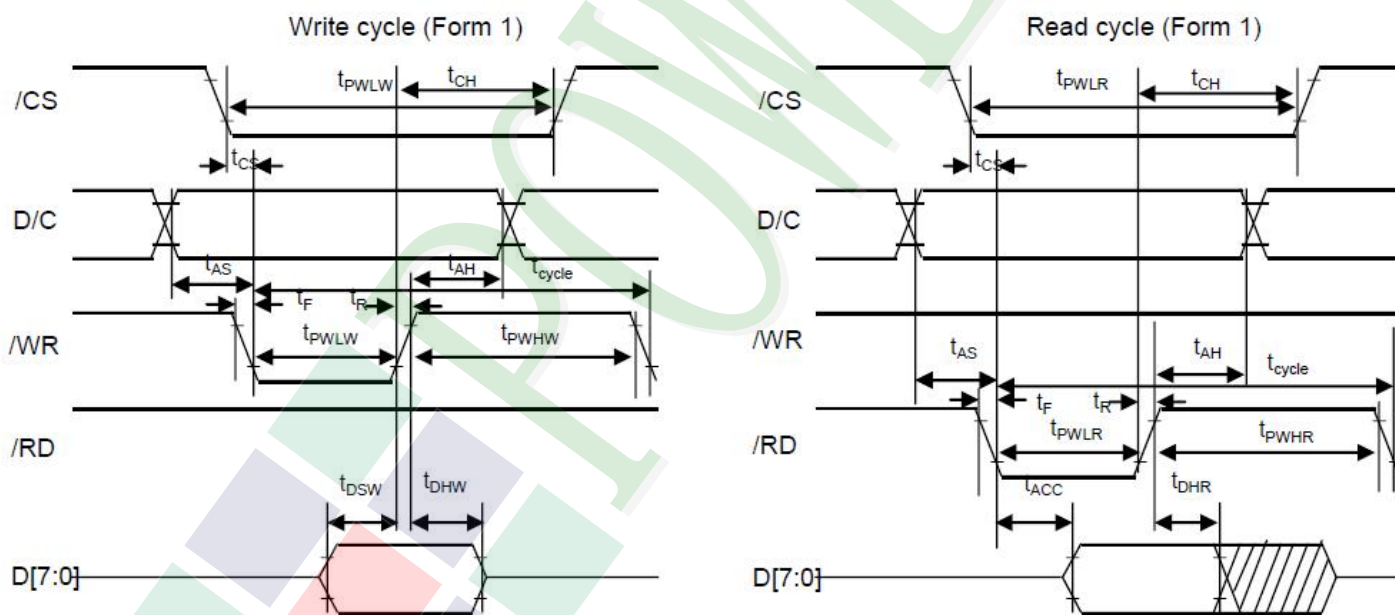 Write cycle (Form 1)
/CS
tPWLW
tCH
tCS
D/C
tAS
tAH
tcycle
tF
tR
/WR
tPWLW
tPWHW
/RD
tDSW
tDHW
D[7:0]
Read cycle (Form 1)
/CS
tPWLR
tCH
tCS
D/C
/WR
tAS
tAH
tcycle
tF
tR
/RD
tPWLR
tPWHR
tACC
tDHR
D[7:0]
POW